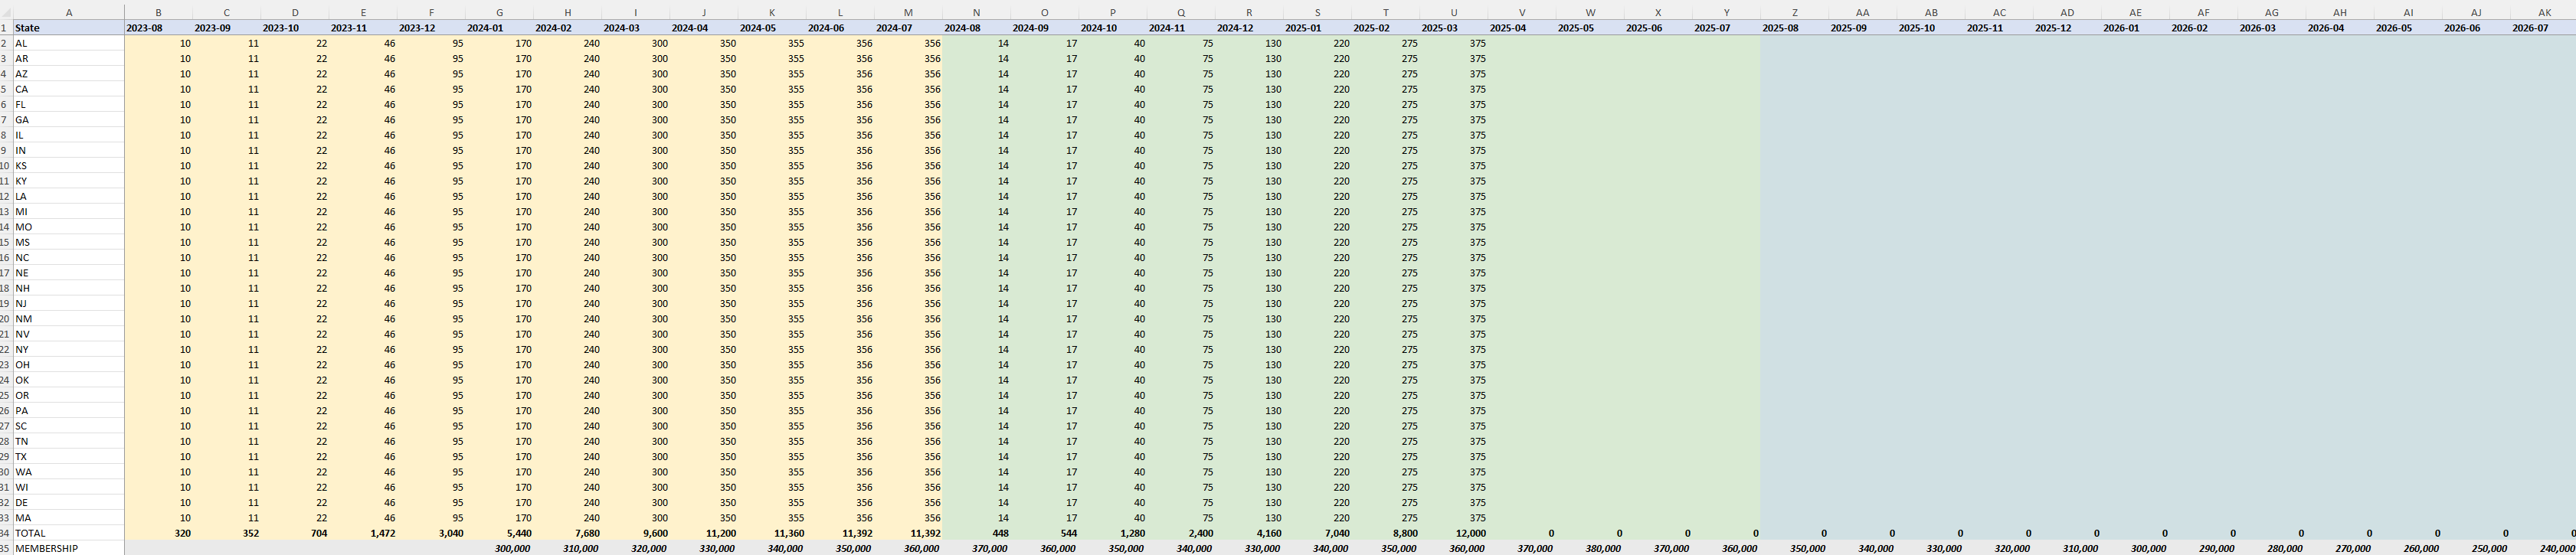 A B C D E F G H I J K L M N O P Q R S T U V W X Y Z AA AB AC AD AE AF AG AH AI AJ AK
1 State 2023-08 2023-09 2023-10 2023-11 2023-12 2024-01 2024-02 2024-03 2024-04 2024-05 2024-06 2024-07 2024-08 2024-09 2024-10 2024-11 2024-12 2025-01 2025-02 2025-03 2025-04 2025-05 2025-06 2025-07 2025-08 2025-09 2025-10 2025-11 2025-12 2026-01 2026-02 2026-03 2026-04 2026-05 2026-06 2026-07
2 AL 10 11 22 46 95 170 240 300 350 355 356 356 14 17 40 75 130 220 275 375
3 AR 10 11 22 46 95 170 240 300 350 355 356 356 14 17 40 75 130 220 275 375
4 AZ 10 11 22 46 95 170 240 300 350 355 356 356 14 17 40 75 130 220 275 375
5 CA 10 11 22 46 95 170 240 300 350 355 356 356 14 17 40 75 130 220 275 375
6 FL 10 11 22 46 95 170 240 300 350 355 356 356 14 17 40 75 130 220 275 375
7 GA 10 11 22 46 95 170 240 300 350 355 356 356 14 17 40 75 130 220 275 375
8 IL 10 11 22 46 95 170 240 300 350 355 356 356 14 17 40 75 130 220 275 375
9 IN 10 11 22 46 95 170 240 300 350 355 356 356 14 17 40 75 130 220 275 375
10 KS 10 11 22 46 95 170 240 300 350 355 356 356 14 17 40 75 130 220 275 375
11 KY 10 11 22 46 95 170 240 300 350 355 356 356 14 17 40 75 130 220 275 375
12 LA 10 11 22 46 95 170 240 300 350 355 356 356 14 17 40 75 130 220 275 375
13 MI 10 11 22 46 95 170 240 300 350 355 356 356 14 17 40 75 130 220 275 375
14 MO 10 11 22 46 95 170 240 300 350 355 356 356 14 17 40 75 130 220 275 375
15 MS 10 11 22 46 95 170 240 300 350 355 356 356 14 17 40 75 130 220 275 375
16 NC 10 11 22 46 95 170 240 300 350 355 356 356 14 17 40 75 130 220 275 375
17 NE 10 11 22 46 95 170 240 300 350 355 356 356 14 17 40 75 130 220 275 375
18 NH 10 11 22 46 95 170 240 300 350 355 356 356 14 17 40 75 130 220 275 375
19 NJ 10 11 22 46 95 170 240 300 350 355 356 356 14 17 40 75 130 220 275 375
20 NM 10 11 22 46 95 170 240 300 350 355 356 356 14 17 40 75 130 220 275 375
21 NV 10 11 22 46 95 170 240 300 350 355 356 356 14 17 40 75 130 220 275 375
22 NY 10 11 22 46 95 170 240 300 350 355 356 356 14 17 40 75 130 220 275 375
23 OH 10 11 22 46 95 170 240 300 350 355 356 356 14 17 40 75 130 220 275 375
24 OK 10 11 22 46 95 170 240 300 350 355 356 356 14 17 40 75 130 220 275 375
25 OR 10 11 22 46 95 170 240 300 350 355 356 356 14 17 40 75 130 220 275 375
26 PA 10 11 22 46 95 170 240 300 350 355 356 356 14 17 40 75 130 220 275 375
27 SC 10 11 22 46 95 170 240 300 350 355 356 356 14 17 40 75 130 220 275 375
28 TN 10 11 22 46 95 170 240 300 350 355 356 356 14 17 40 75 130 220 275 375
29 TX 10 11 22 46 95 170 240 300 350 355 356 356 14 17 40 75 130 220 275 375
30 WA 10 11 22 46 95 170 240 300 350 355 356 356 14 17 40 75 130 220 275 375
31 WI 10 11 22 46 95 170 240 300 350 355 356 356 14 17 40 75 130 220 275 375
32 DE 10 11 22 46 95 170 240 300 350 355 356 356 14 17 40 75 130 220 275 375
33 MA 10 11 22 46 95 170 240 300 350 355 356 356 14 17 40 75 130 220 275 375
34 TOTAL 320 352 704 1,472 3,040 5,440 7,680 9,600 11,200 11,360 11,392 11,392 448 544 1,280 2,400 4,160 7,040 8,800 12,000 0 0 0 0 0 0 0 0 0 0 0 0 0 0 0 0
35 MEMBERSHIP 300,000 310,000 320,000 330,000 340,000 350,000 360,000 370,000 360,000 350,000 340,000 330,000 340,000 350,000 360,000 370,000 380,000 370,000 360,000 350,000 340,000 330,000 320,000 310,000 300,000 290,000 280,000 270,000 260,000 250,000 240,000